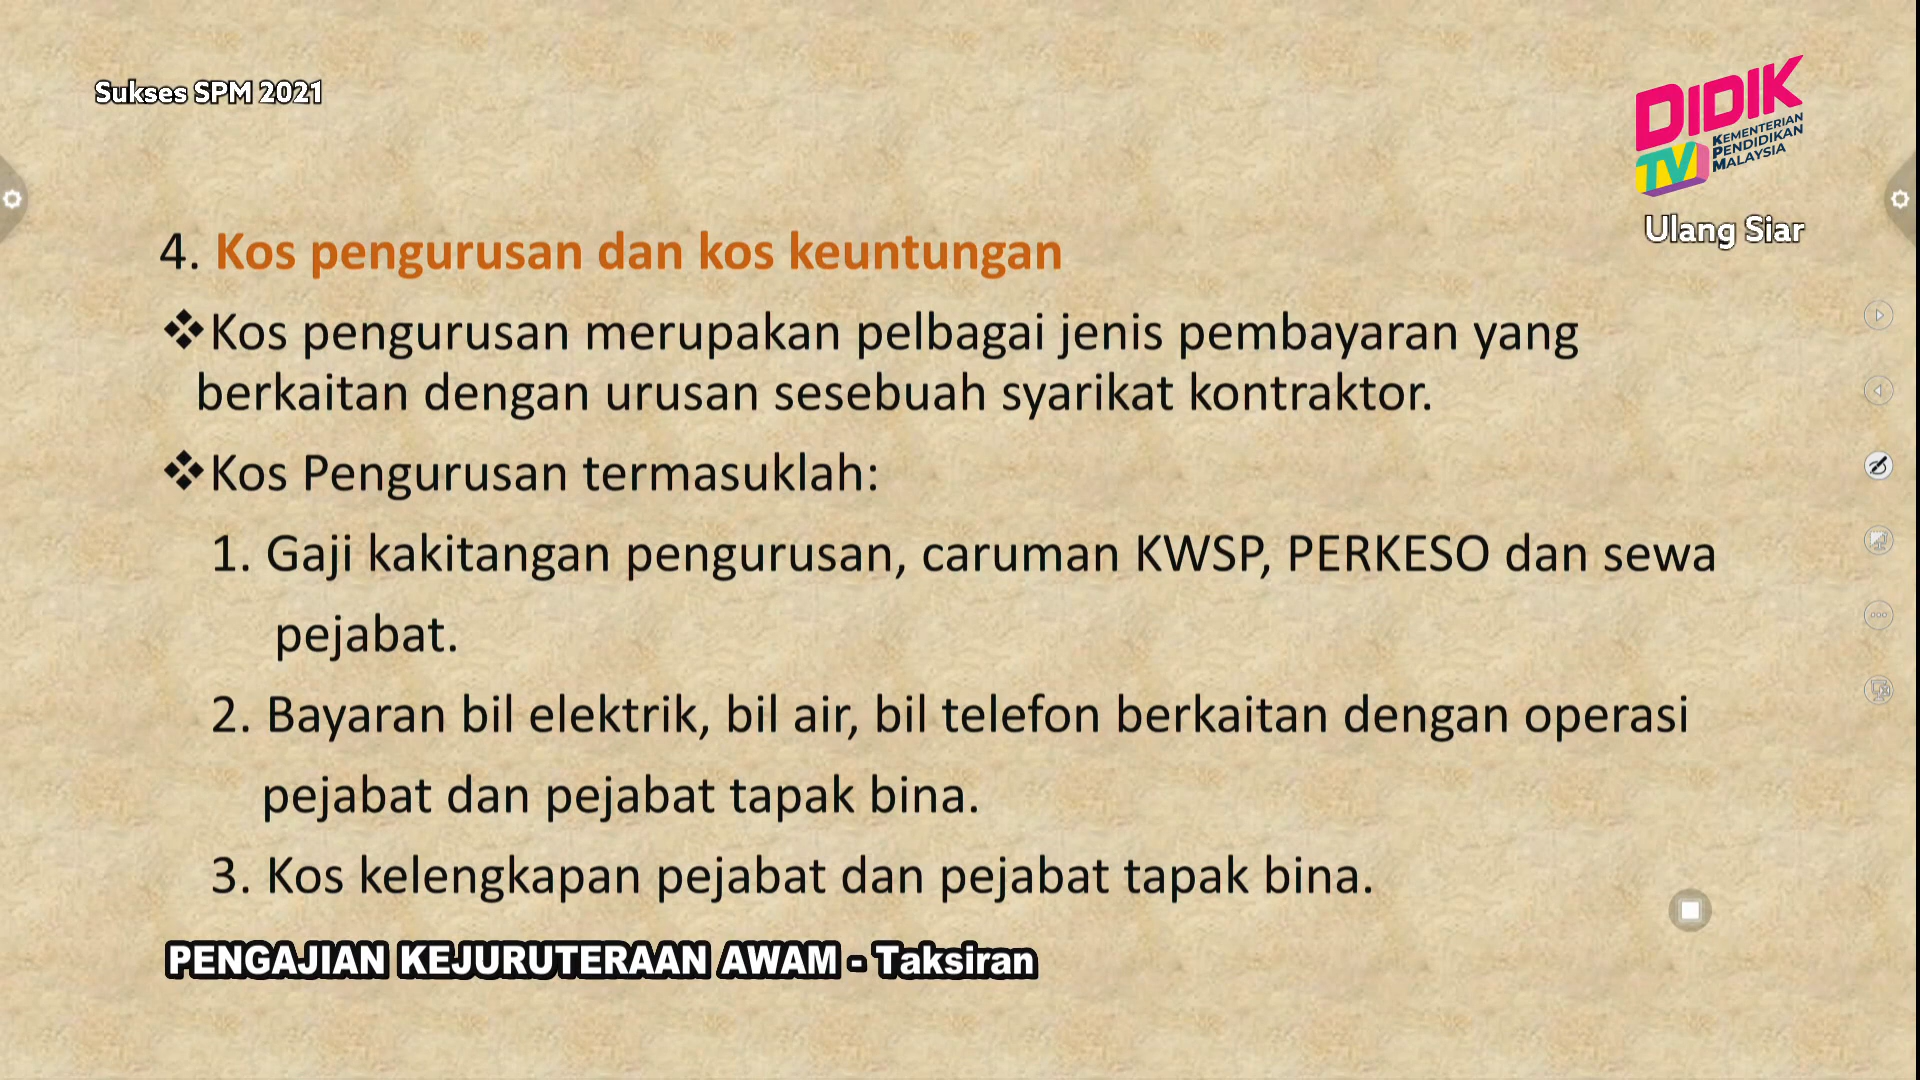 Sukses SPM 2021
DIDIK
TV
KEMENTERIAN
PENDIDIKAN
MALAYSIA
Ulang Siar
4. Kos pengurusan dan kos keuntungan
❖Kos pengurusan merupakan pelbagai jenis pembayaran yang
berkaitan dengan urusan sesebuah syarikat kontraktor.
❖Kos Pengurusan termasuklah:
1. Gaji kakitangan pengurusan, caruman KWSP, PERKESO dan sewa
pejabat.
2. Bayaran bil elektrik, bil air, bil telefon berkaitan dengan operasi
pejabat dan pejabat tapak bina.
3. Kos kelengkapan pejabat dan pejabat tapak bina.
PENGAJIAN KEJURUTERAAN AWAM - Taksiran